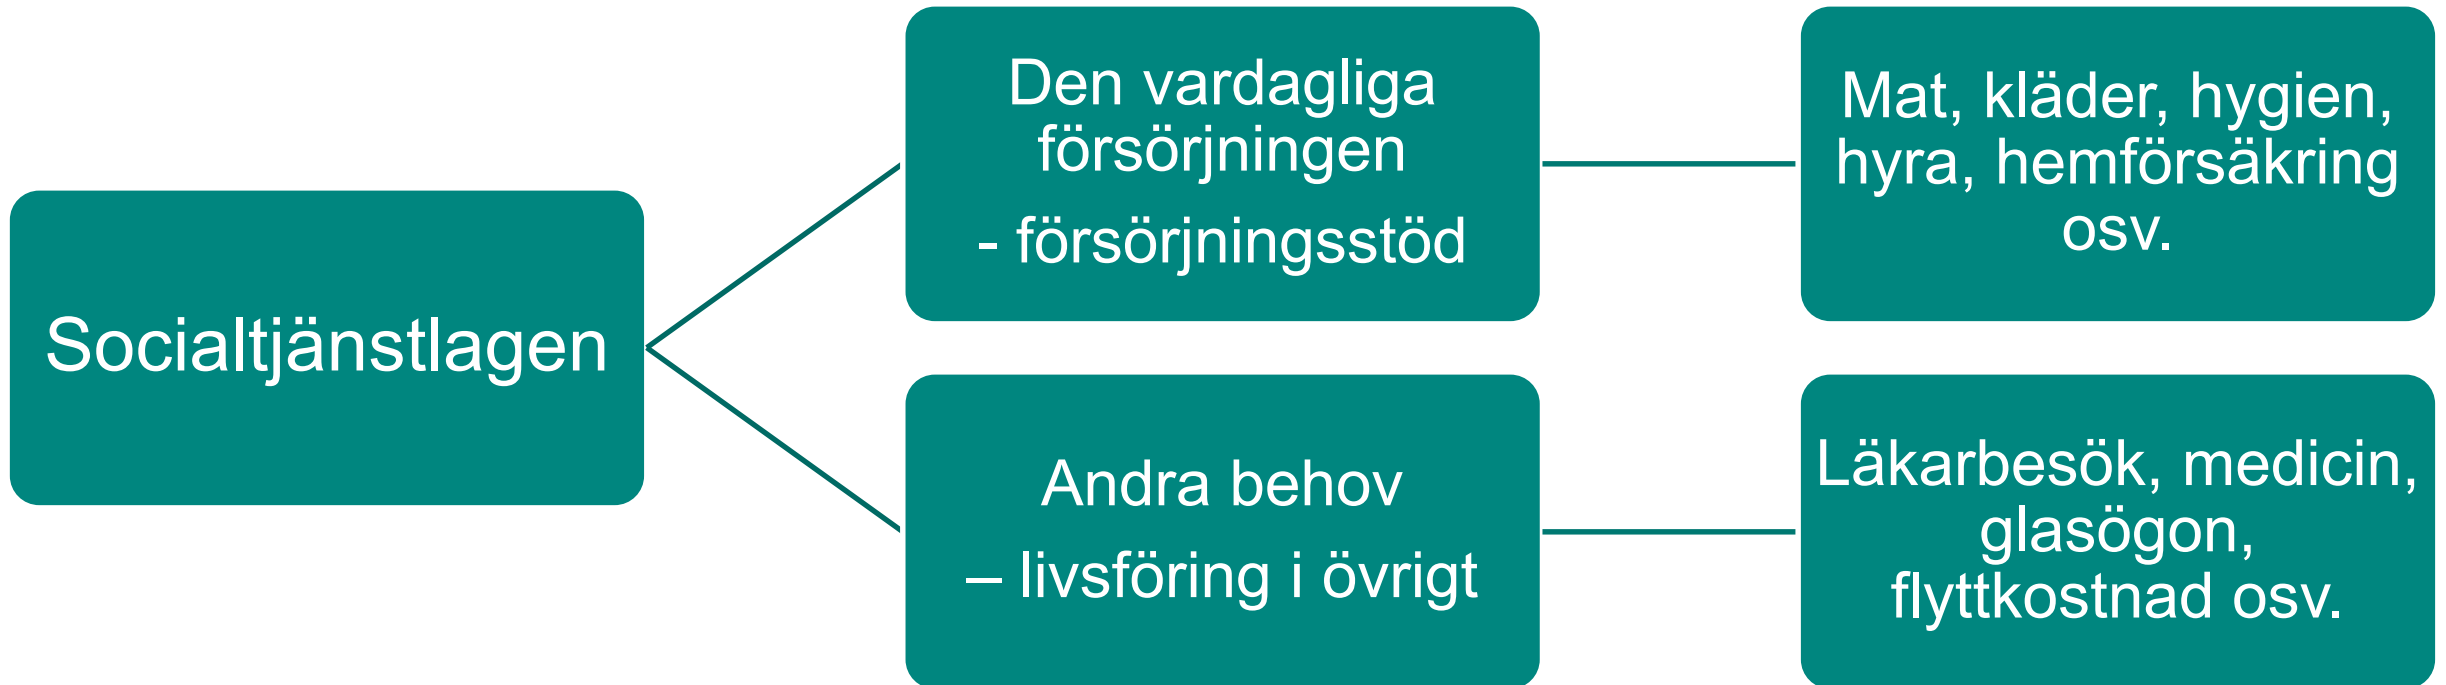 Socialtjänstlagen
Den vardagliga
försörjningen
- försörjningsstöd
Mat, kläder, hygien,
hyra, hemförsäkring
osv.
Andra behov
– livsföring i övrigt
Läkarbesök, medicin,
glasögon,
flyttkostnad osv.